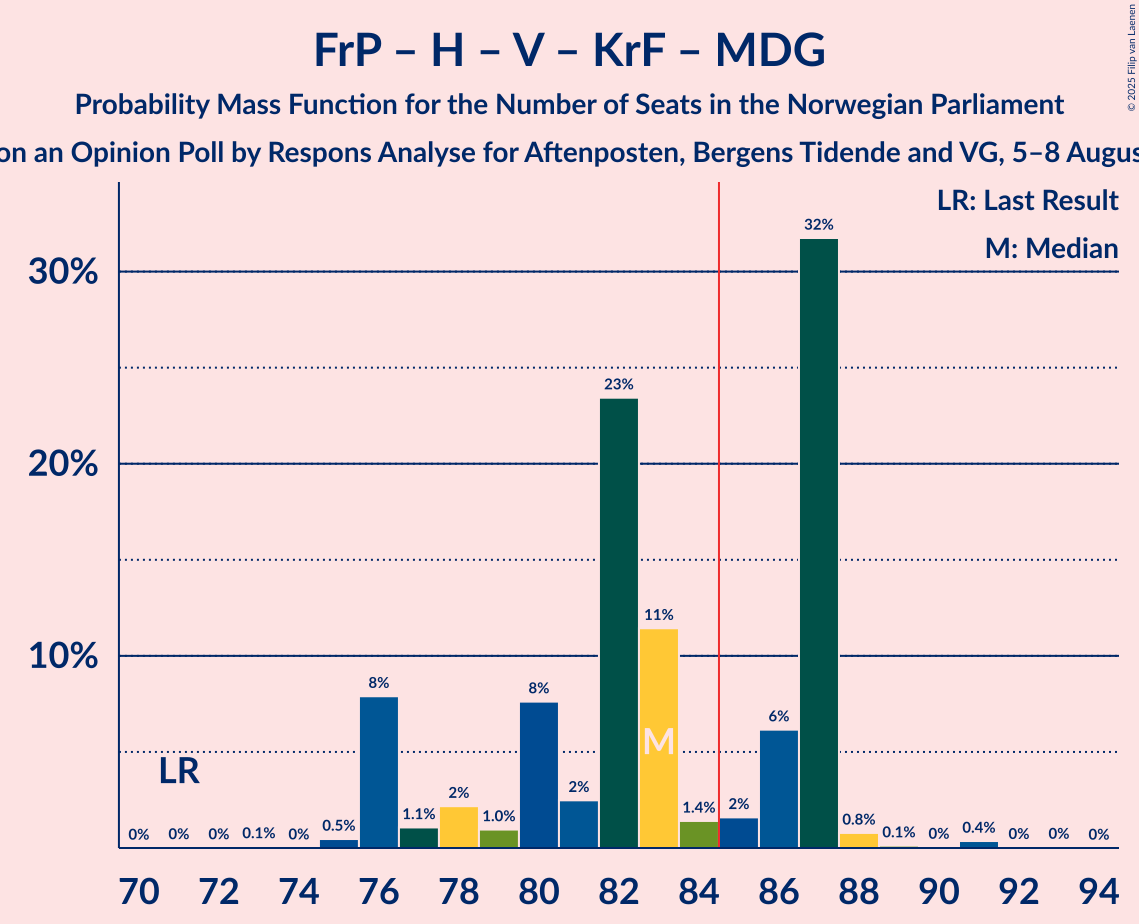 FrP – H – V – KrF – MDG
Probability Mass Function for the Number of Seats in the Norwegian Parliament
on an Opinion Poll by Respons Analyse for Aftenposten, Bergens Tidende and VG, 5–8 Augus
© 2025 Filip van Laenen
LR: Last Result
M: Median
30%
20%
10%
LR
M
0% 0% 0% 0.1% 0% 0.5% 8% 1.1% 2% 1.0% 8% 2% 23% 11% 1.4% 2% 6% 32% 0.8% 0.1% 0% 0.4% 0% 0% 0%
70 72 74 76 78 80 82 84 86 88 90 92 94